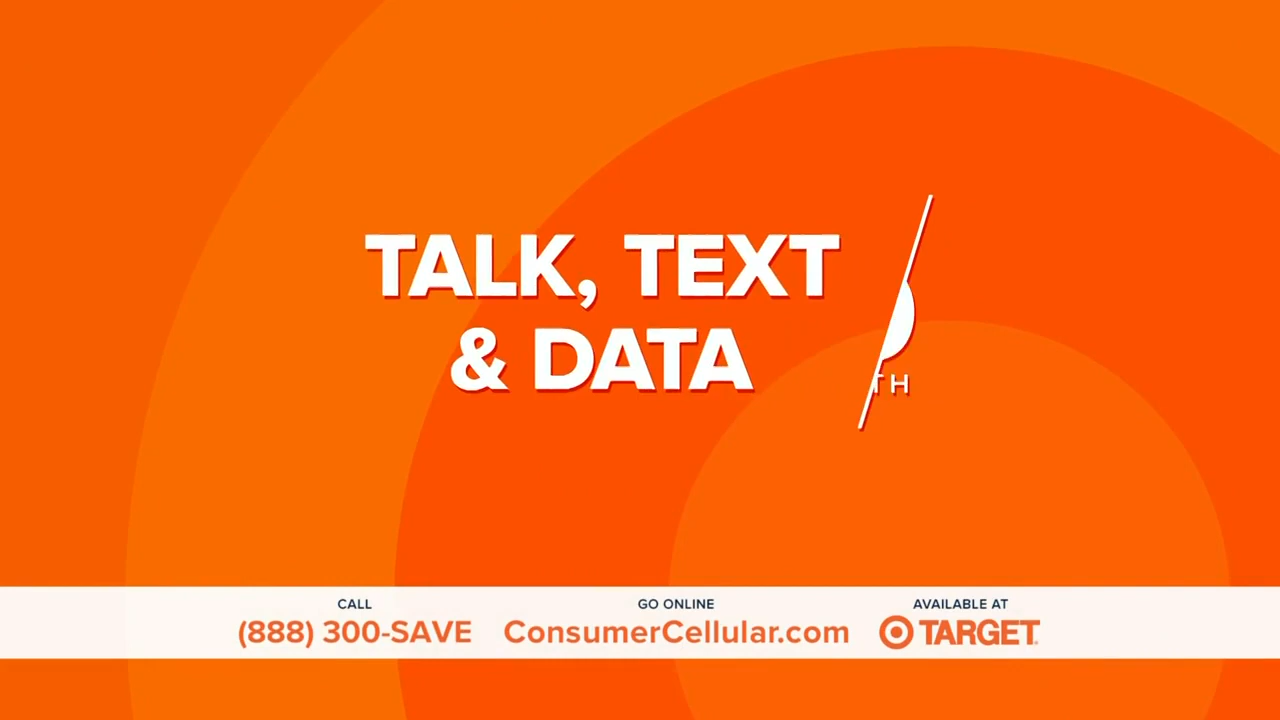 TALK, TEXT
& DATA
TH
CALL
(888) 300-SAVE
GO ONLINE
ConsumerCellular.com
AVAILABLE AT
TARGET